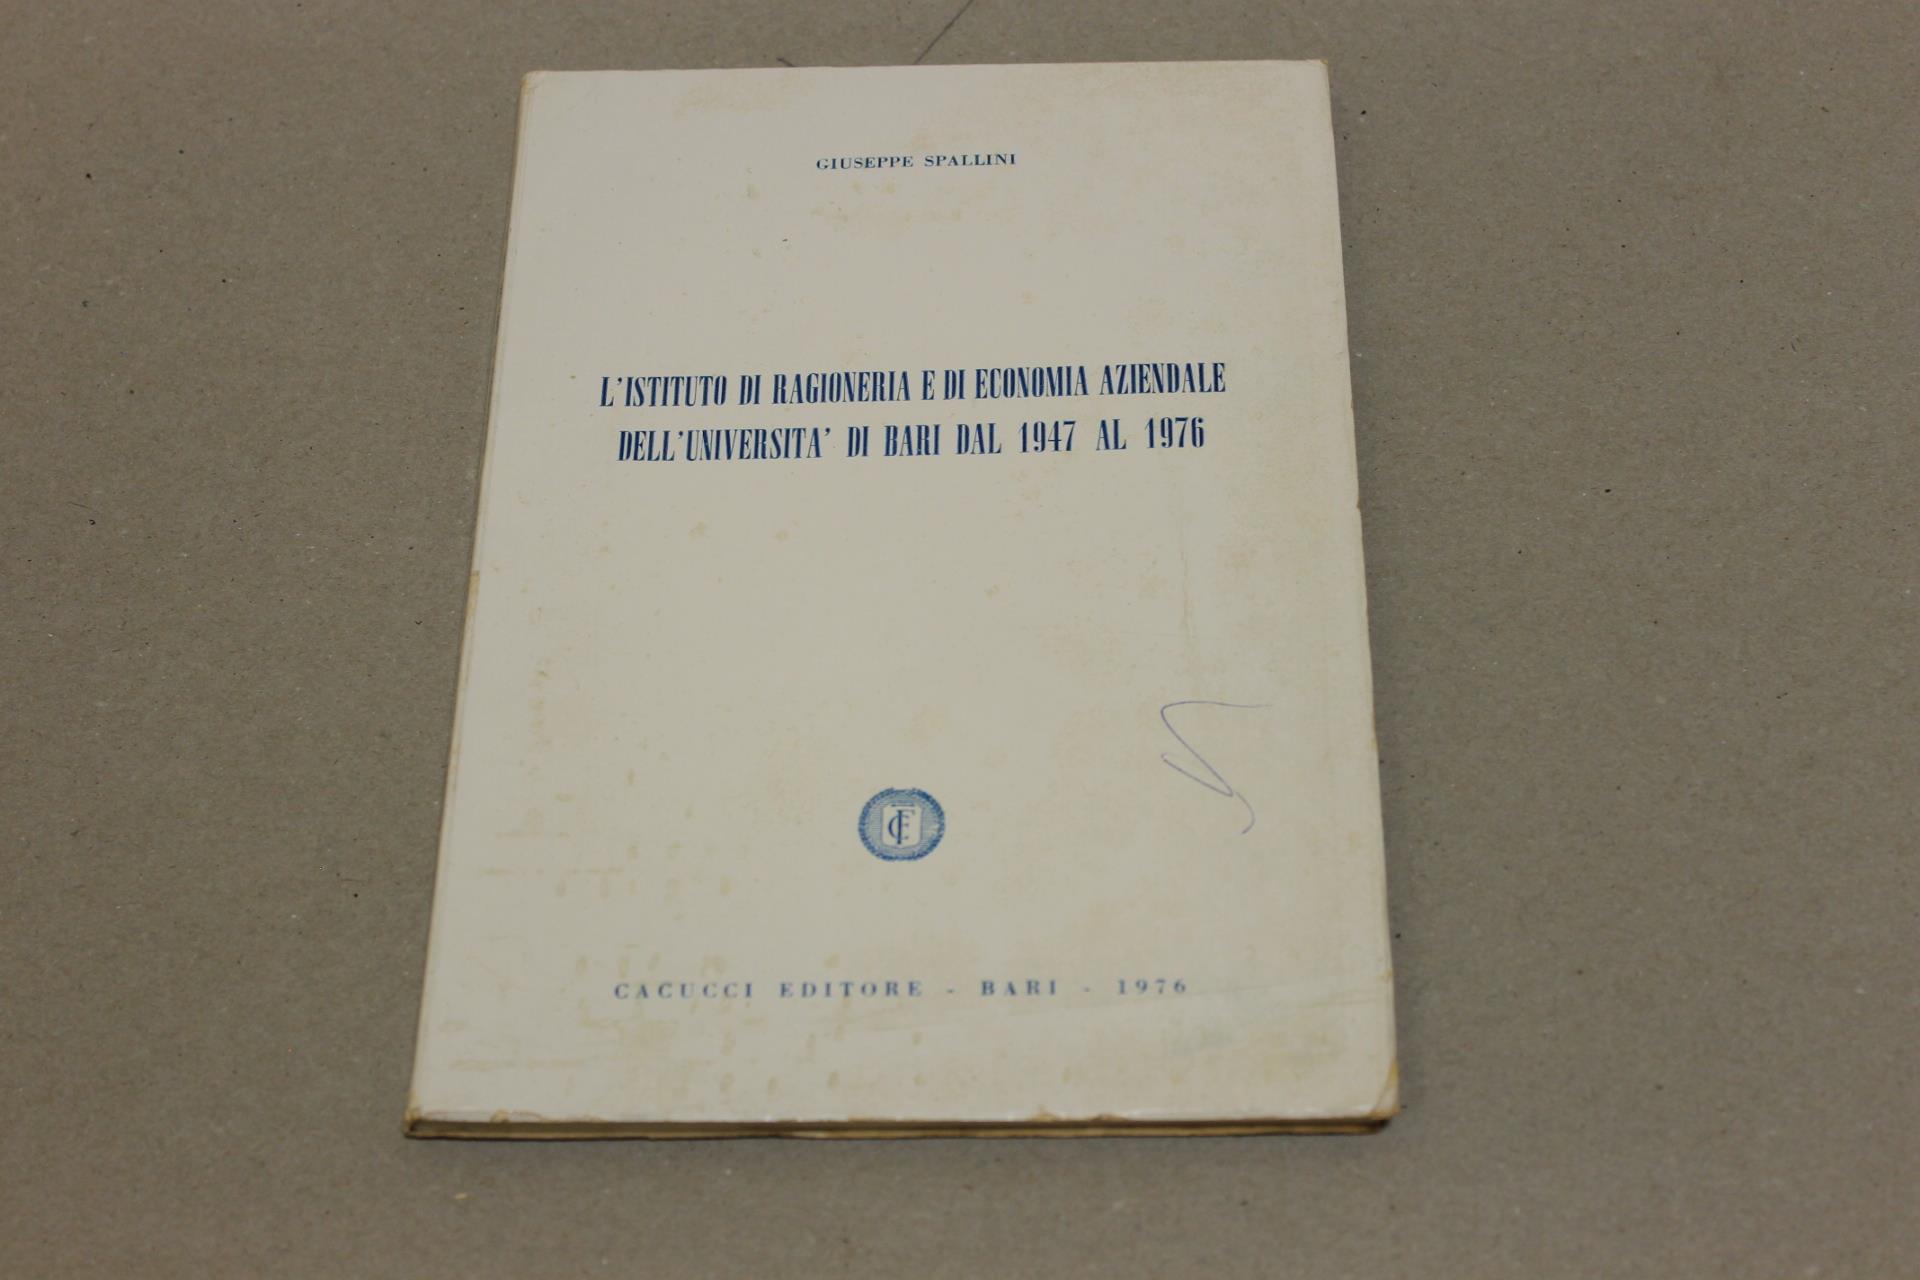 GIUSEPPE SPALLINI
L'ISTITUTO DI RAGIONERIA E DI ECONOMIA AZIENDALE
DELL'UNIVERSITA' DI BARI DAL 1947 AL 1976
CACUCCI EDITORE - BARI - 1976